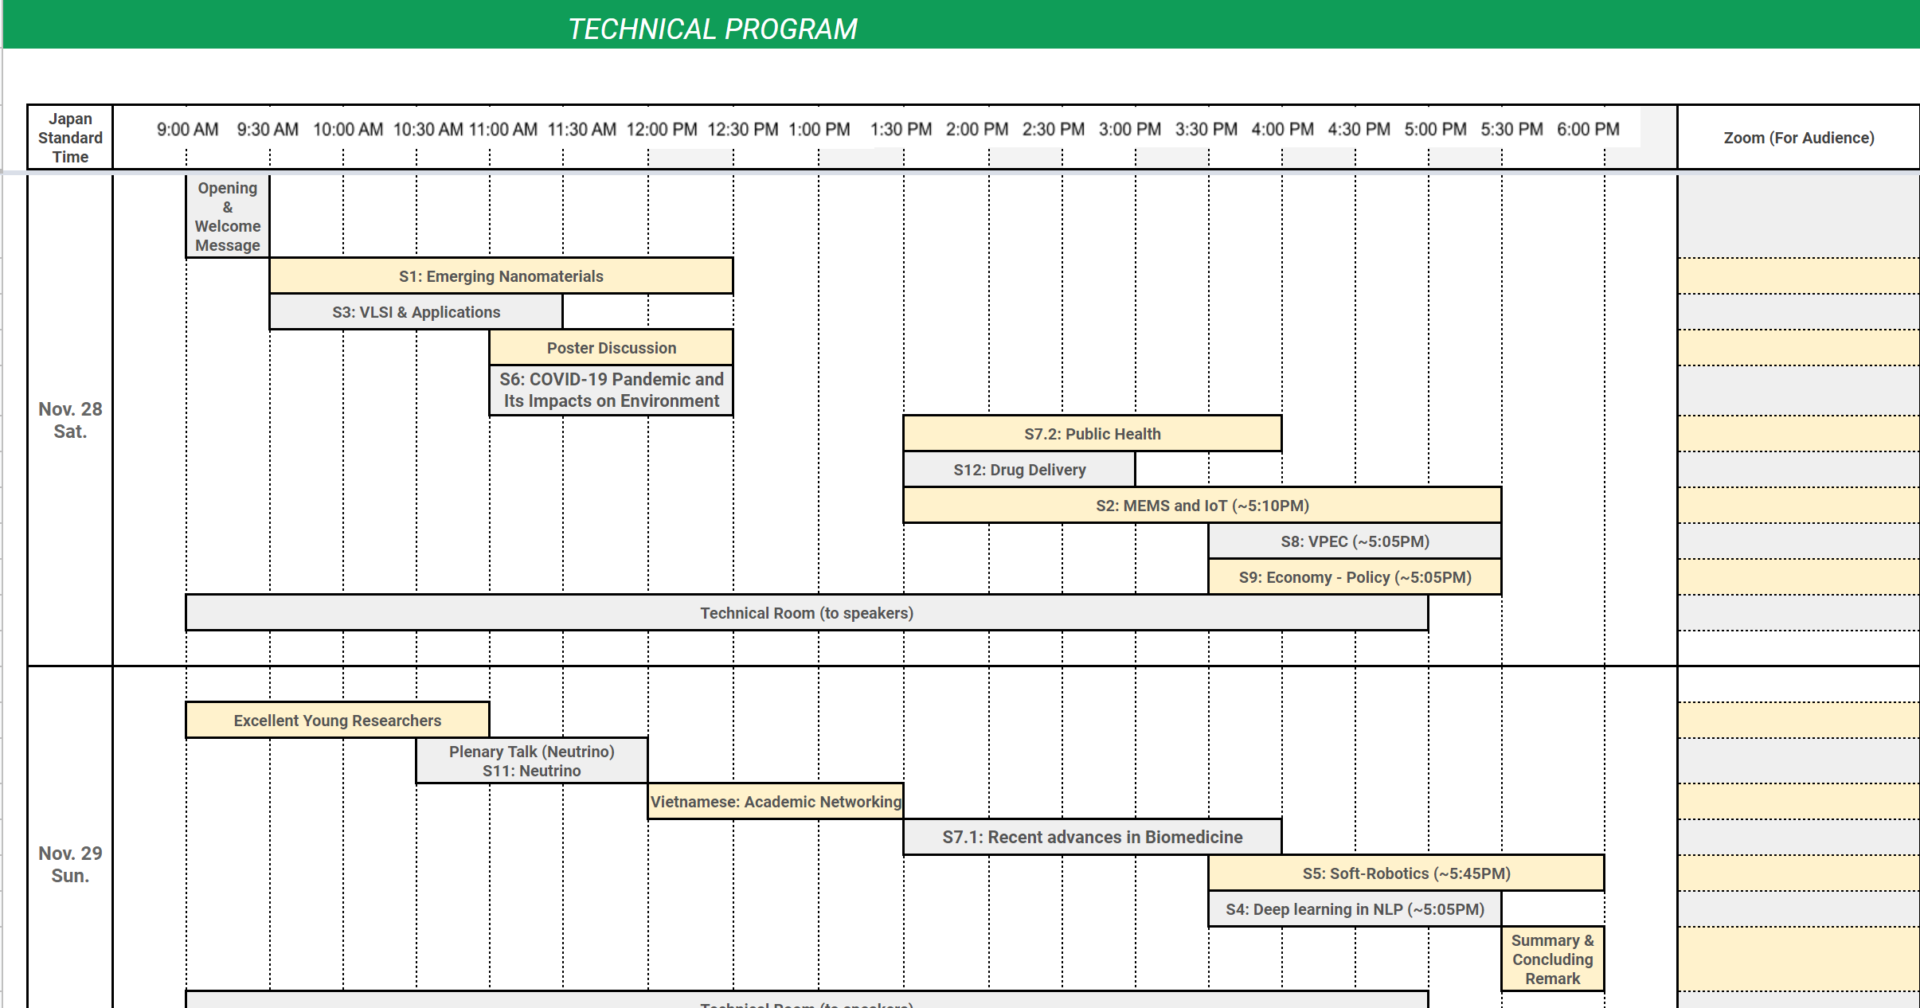 TECHNICAL PROGRAM
Japan
Standard
Time
9:00 AM 9:30 AM 10:00 AM 10:30 AM 11:00 AM 11:30 AM 12:00 PM 12:30 PM 1:00 PM 1:30 PM 2:00 PM 2:30 PM 3:00 PM 3:30 PM 4:00 PM 4:30 PM 5:00 PM 5:30 PM 6:00 PM
Zoom (For Audience)
Nov. 28
Sat.
Opening
&
Welcome
Message
S1: Emerging Nanomaterials
S3: VLSI & Applications
Poster Discussion
S6: COVID-19 Pandemic and
Its Impacts on Environment
S7.2: Public Health
S12: Drug Delivery
S2: MEMS and IoT (~5:10PM)
S8: VPEC (~5:05PM)
S9: Economy - Policy (~5:05PM)
Technical Room (to speakers)
Nov. 29
Sun.
Excellent Young Researchers
Plenary Talk (Neutrino)
S11: Neutrino
Vietnamese: Academic Networking
S7.1: Recent advances in Biomedicine
S5: Soft-Robotics (~5:45PM)
S4: Deep learning in NLP (~5:05PM)
Summary &
Concluding
Remark
Technical Room (to speakers)